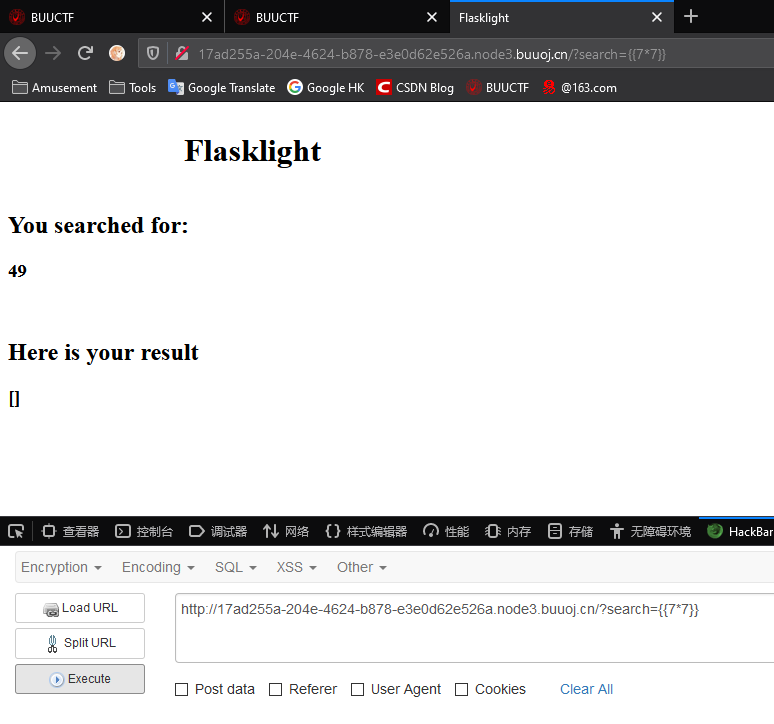 BUUCTF BUUCTF Flasklight
17ad255a-204e-4624-b878-e3e0d62e526a.node3.buuoj.cn/?search={{7*7}}
Amusement Tools Google Translate Google HK CSDN Blog BUUCTF @163.com
Flasklight
You searched for:
49
Here is your result
[]
查看器 控制台 调试器 网络 样式编辑器 性能 内存 存储 无障碍环境 HackBar
Encryption Encoding SQL XSS Other
Load URL http://17ad255a-204e-4624-b878-e3e0d62e526a.node3.buuoj.cn/?search={{7*7}}
Split URL
Execute
Post data Referer User Agent Cookies Clear All